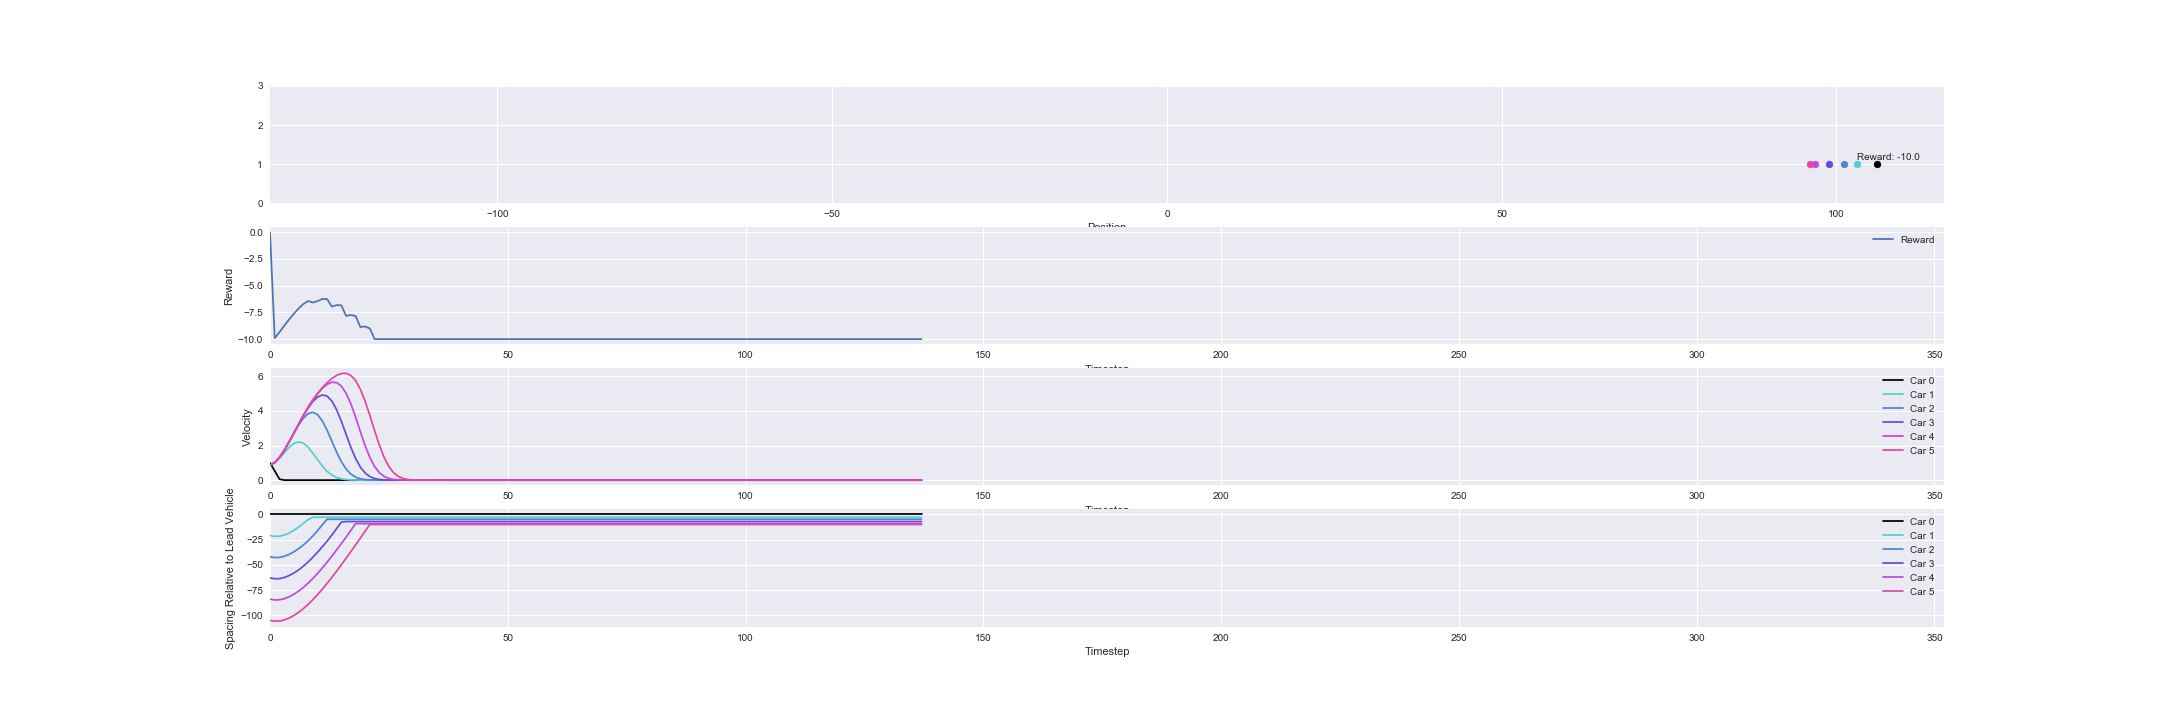 3
2
1
0
Reward: -10.0
−100 −50 0 50 100
Position
0.0
−2.5
−5.0
−7.5
−10.0
Reward
Reward
0 50 100 150 200 250 300 350
Timestep
6
4
2
0
Velocity
Car 0
Car 1
Car 2
Car 3
Car 4
Car 5
0 50 100 150 200 250 300 350
Timestep
0
−25
−50
−75
−100
Spacing Relative to Lead Vehicle
Car 0
Car 1
Car 2
Car 3
Car 4
Car 5
0 50 100 150 200 250 300 350
Timestep